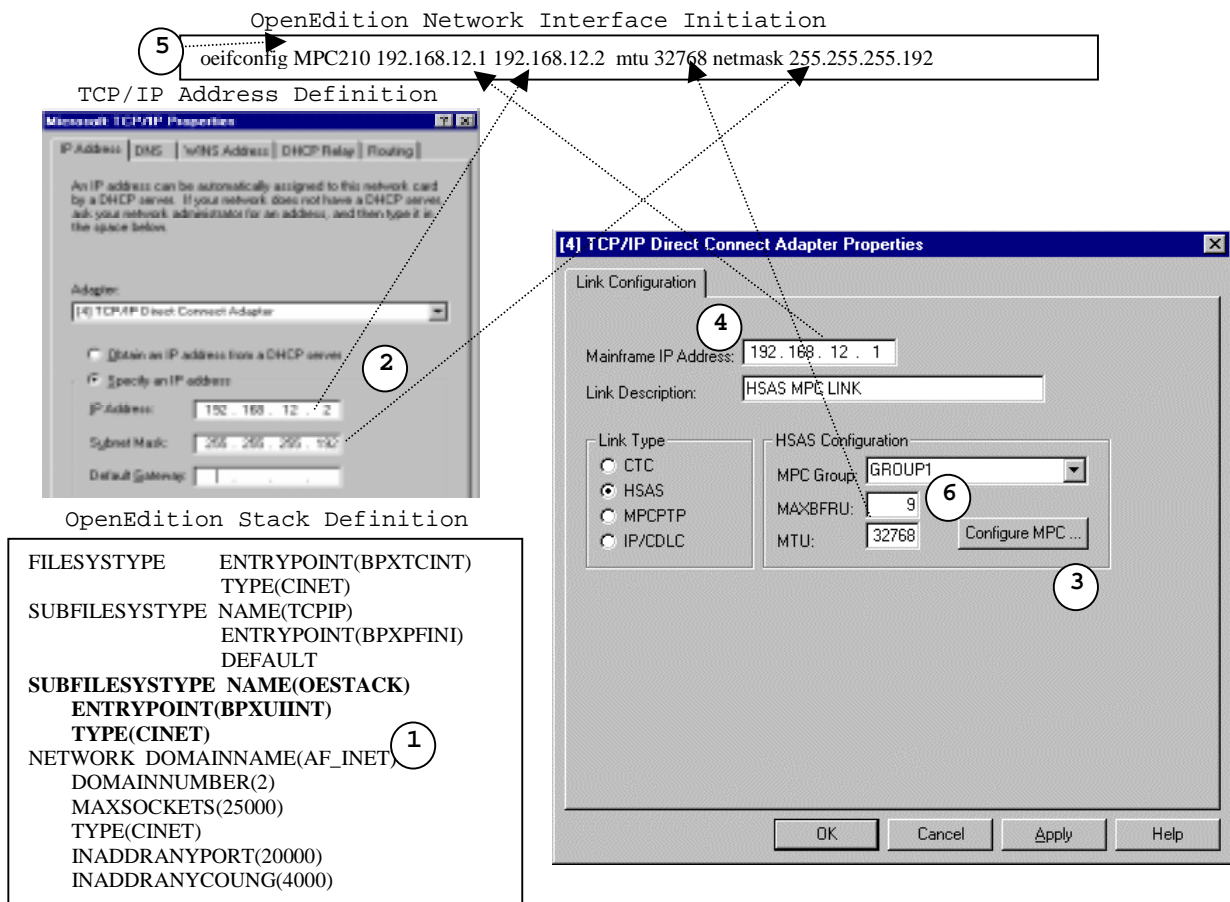 OpenEdition Network Interface Initiation
5
oeifconfig MPC210 192.168.12.1 192.168.12.2 mtu 32768 netmask 255.255.255.192
TCP/IP Address Definition
Microsoft TCP/IP Properties
IP Address DNS WINS Address DHCP Relay Routing
An IP address can be automatically assigned to this network card
by a DHCP server. If your network does not have a DHCP server,
ask your network administrator for an address, and then type it in
the space below.
Adapter:
[4] TCP/IP Direct Connect Adapter
Obtain an IP address from a DHCP server
2
Specify an IP address
IP Address: 192 . 168 . 12 . 2
Subnet Mask: 255 . 255 . 255 . 192
Default Gateway: . . .
OpenEdition Stack Definition
FILESYSTYPE ENTRYPOINT(BPXTCINT)
TYPE(CINET)
SUBFILESYSTYPE NAME(TCPIP)
ENTRYPOINT(BPXPFINI)
DEFAULT
SUBFILESYSTYPE NAME(OESTACK)
ENTRYPOINT(BPXUIINT)
TYPE(CINET)
1
NETWORK DOMAINNAME(AF_INET)
DOMAINNUMBER(2)
MAXSOCKETS(25000)
TYPE(CINET)
INADDRANYPORT(20000)
INADDRANYCOUNG(4000)
[4] TCP/IP Direct Connect Adapter Properties
Link Configuration
4
Mainframe IP Address: 192 . 168 . 12 . 1
Link Description: HSAS MPC LINK
Link Type
CTC
HSAS
MPCPTP
IP/CDLC
HSAS Configuration
MPC Group: GROUP1
MAXBFRU: 9
6
MTU: 32768
Configure MPC ...
3
OK Cancel Apply Help